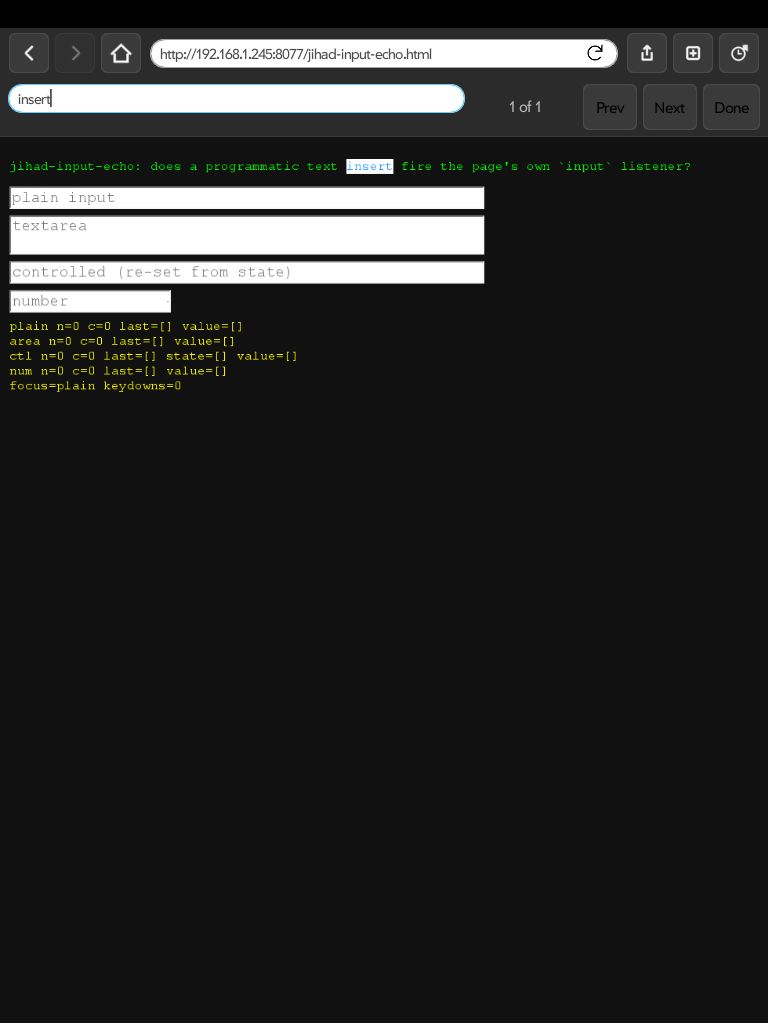 http://192.168.1.245:8077/jihad-input-echo.html
insert
1 of 1
Prev
Next
Done
jihad-input-echo: does a programmatic text insert fire the page's own `input` listener?
plain input
textarea
controlled (re-set from state)
number
plain n=0 c=0 last=[] value=[]
area n=0 c=0 last=[] value=[]
ctl n=0 c=0 last=[] state=[] value=[]
num n=0 c=0 last=[] value=[]
focus=plain keydowns=0